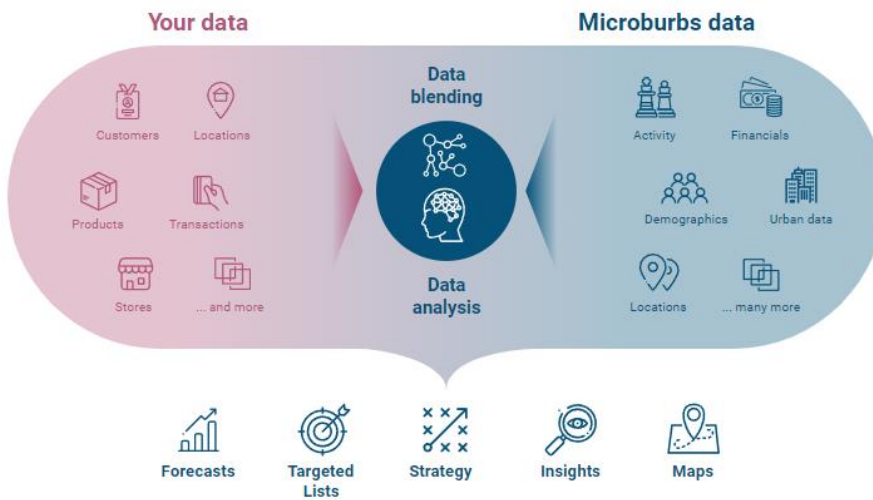 Your data
Microburbs data
Data
blending
Customers
Locations
Activity
Financials
Products
Transactions
Demographics
Urban data
Data
analysis
Stores
... and more
Locations
... many more
Forecasts
Targeted
Lists
Strategy
Insights
Maps